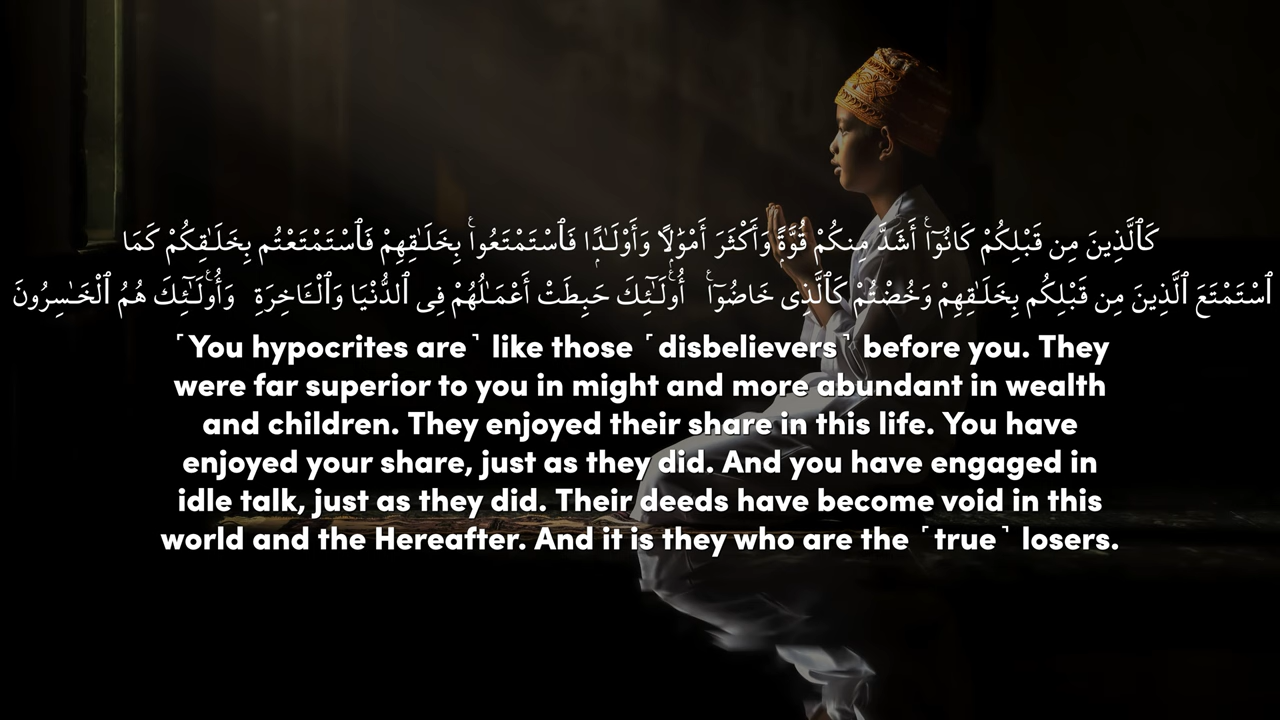 كَٱلَّذِينَ مِن قَبْلِكُمْ كَانُوٓا۟ أَشَدَّ مِنكُمْ قُوَّةًۭ وَأَكْثَرَ أَمْوَٰلًۭا وَأَوْلَـٰدًۭا فَٱسْتَمْتَعُوا۟ بِخَلَـٰقِهِمْ فَٱسْتَمْتَعْتُم بِخَلَـٰقِكُمْ كَمَا
ٱسْتَمْتَعَ ٱلَّذِينَ مِن قَبْلِكُم بِخَلَـٰقِهِمْ وَخُضْتُمْ كَٱلَّذِى خَاضُوٓا۟ أُو۟لَـٰٓئِكَ حَبِطَتْ أَعْمَـٰلُهُمْ فِى ٱلدُّنْيَا وَٱلْـَٔاخِرَةِ وَأُو۟لَـٰٓئِكَ هُمُ ٱلْخَـٰسِرُونَ
˹You hypocrites are˺ like those ˹disbelievers˺ before you. They
were far superior to you in might and more abundant in wealth
and children. They enjoyed their share in this life. You have
enjoyed your share, just as they did. And you have engaged in
idle talk, just as they did. Their deeds have become void in this
world and the Hereafter. And it is they who are the ˹true˺ losers.